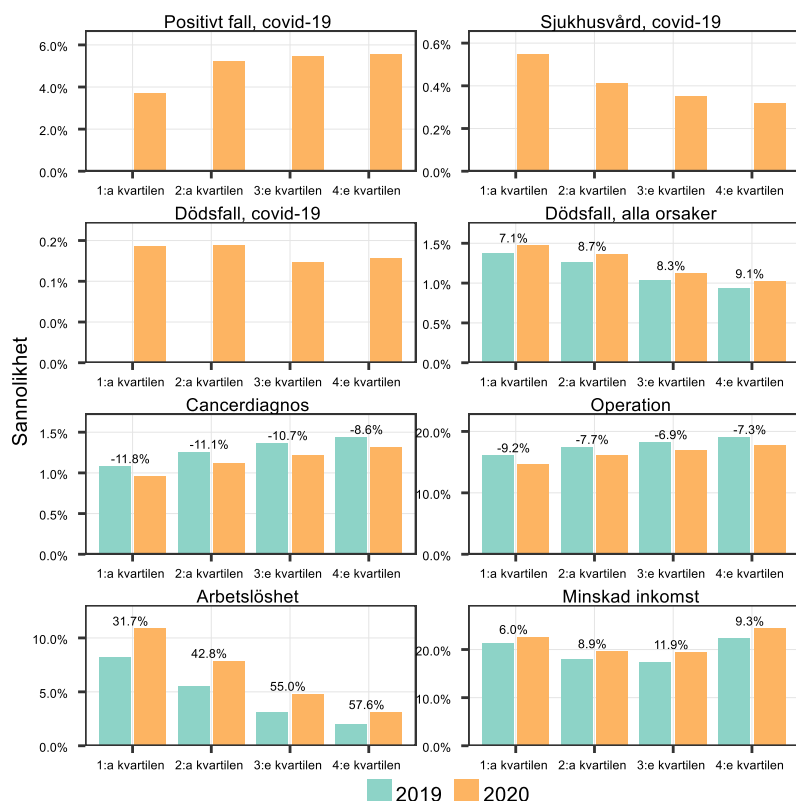 Positivt fall, covid-19
6.0%
4.0%
2.0%
0.0%
1:a kvartilen 2:a kvartilen 3:e kvartilen 4:e kvartilen
Sjukhusvård, covid-19
0.6%
0.4%
0.2%
0.0%
1:a kvartilen 2:a kvartilen 3:e kvartilen 4:e kvartilen
Dödsfall, covid-19
0.2%
0.1%
0.0%
0.0%
1:a kvartilen 2:a kvartilen 3:e kvartilen 4:e kvartilen
Dödsfall, alla orsaker
1.5%
1.0%
0.5%
0.0%
7.1% 8.7% 8.3% 9.1%
1:a kvartilen 2:a kvartilen 3:e kvartilen 4:e kvartilen
Sannolikhet
Cancerdiagnos
1.5%
1.0%
0.5%
0.0%
-11.8% -11.1% -10.7% -8.6%
1:a kvartilen 2:a kvartilen 3:e kvartilen 4:e kvartilen
Operation
20.0%
10.0%
0.0%
-9.2% -7.7% -6.9% -7.3%
1:a kvartilen 2:a kvartilen 3:e kvartilen 4:e kvartilen
Arbetslöshet
10.0%
5.0%
0.0%
31.7% 42.8% 55.0% 57.6%
1:a kvartilen 2:a kvartilen 3:e kvartilen 4:e kvartilen
Minskad inkomst
20.0%
10.0%
0.0%
6.0% 8.9% 11.9% 9.3%
1:a kvartilen 2:a kvartilen 3:e kvartilen 4:e kvartilen
2019 2020